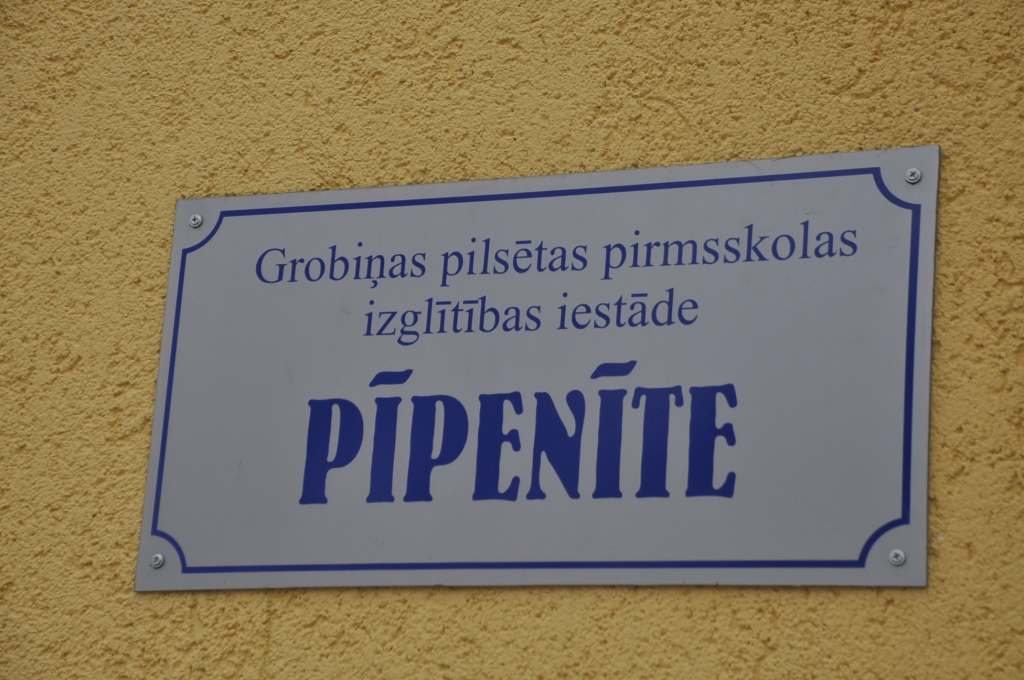 Grobiņas pilsētas pirmsskolas
izglītības iestāde
PĪPENĪTE